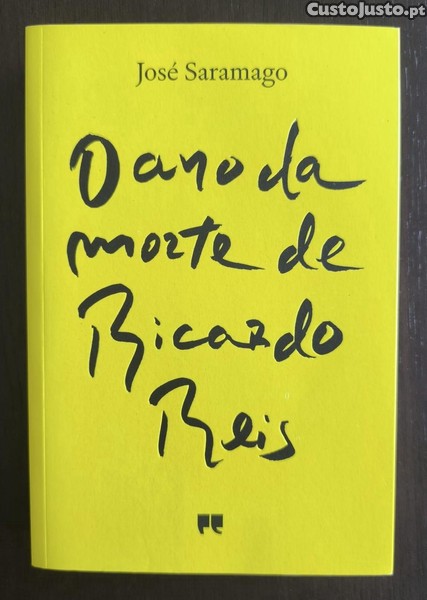 CustoJusto.pt
José Saramago
O ano da
morte de
Ricardo
Reis